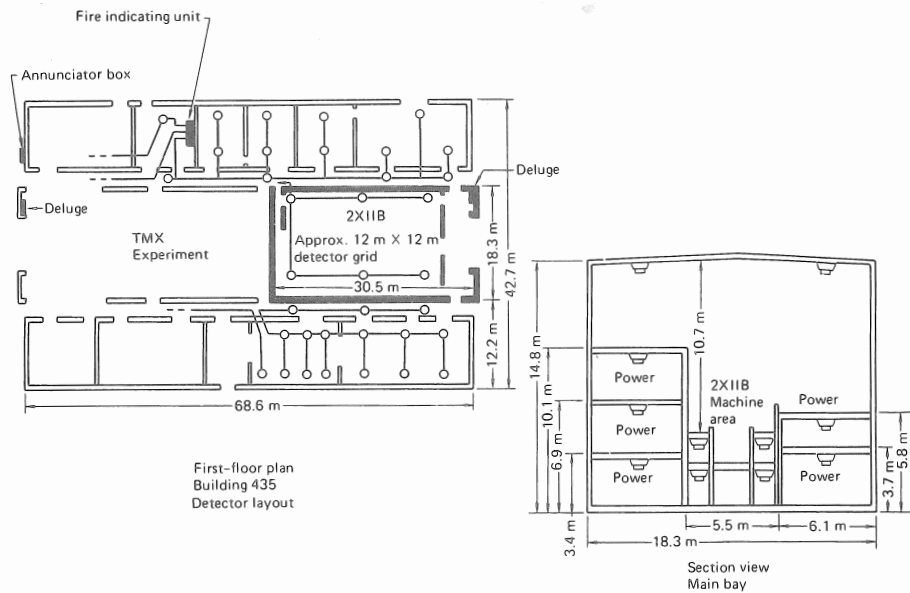 Fire indicating unit
Annunciator box
Deluge
Deluge
2XIIB
TMX
Experiment
Approx. 12 m X 12 m
detector grid
30.5 m
18.3 m
42.7 m
12.2 m
68.6 m
First-floor plan
Building 435
Detector layout
14.8 m
10.1 m
6.9 m
3.4 m
10.7 m
Power
Power
Power
2XIIB
Machine
area
Power
Power
5.8 m
3.7 m
5.5 m
6.1 m
18.3 m
Section view
Main bay